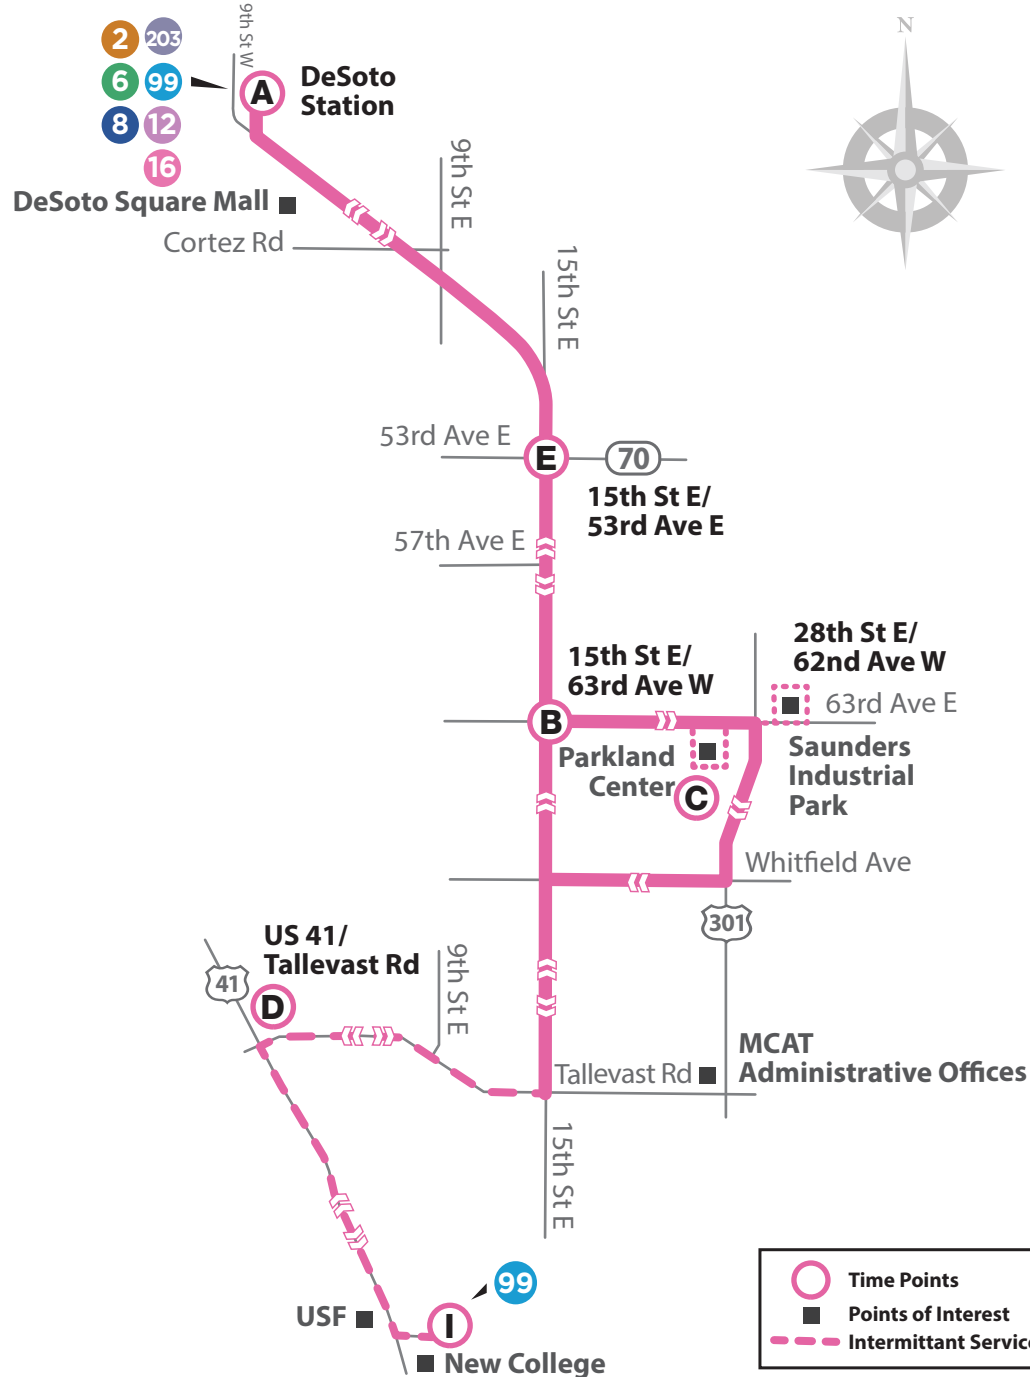 9th St W
N
2
203
6
99
8
12
16
A
DeSoto
Station
DeSoto Square Mall
9th St E
Cortez Rd
15th St E
53rd Ave E
E
70
15th St E/
53rd Ave E
57th Ave E
28th St E/
62nd Ave W
15th St E/
63rd Ave W
63rd Ave E
B
Parkland
Center
C
Saunders
Industrial
Park
Whitfield Ave
301
US 41/
Tallevast Rd
9th St E
41
D
MCAT
Administrative Offices
Tallevast Rd
15th St E
99
USF
I
New College
Time Points
Points of Interest
Intermittant Service